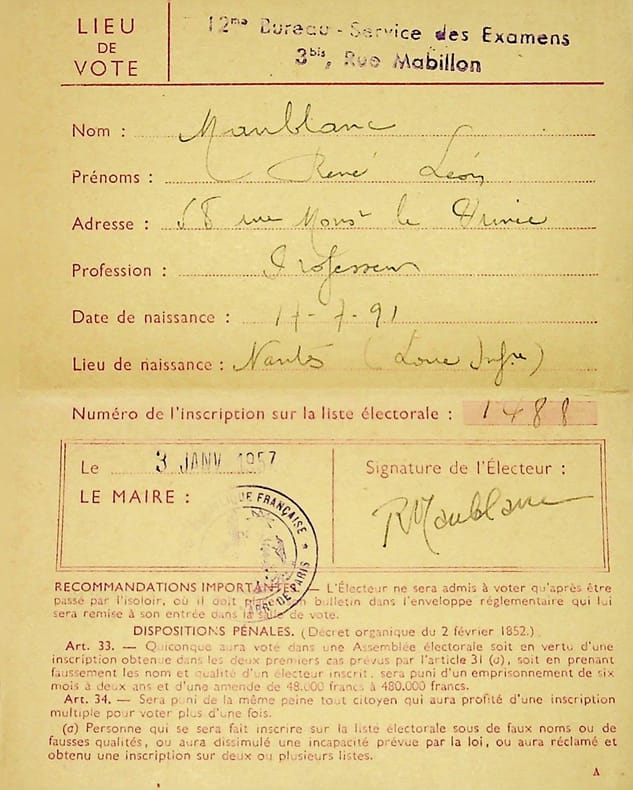 LIEU
DE
VOTE
12me Bureau - Service des Examens
3bis, Rue Mabillon
Nom : Maublanc
Prénoms : René Léon
Adresse : 58 rue Monsr le Prince
Profession : Professeur
Date de naissance : 17-7-91
Lieu de naissance : Nantes (Loire Infre)
Numéro de l'inscription sur la liste électorale : 1488
Le 3 JANV 1957
LE MAIRE :
Signature de l'Électeur :
RMaublanc
RECOMMANDATIONS IMPORTANTES — L'Électeur ne sera admis à voter qu'après être
passé par l'isoloir, où il doit bulletin dans l'enveloppe réglementaire qui lui
sera remise à son entrée dans la salle de vote.
DISPOSITIONS PÉNALES. (Décret organique du 2 février 1852.)
Art. 33. — Quiconque aura voté dans une Assemblée électorale soit en vertu d'une
inscription obtenue dans les deux premiers cas prévus par l'article 31 (a), soit en prenant
faussement les nom et qualité d'un électeur inscrit, sera puni d'un emprisonnement de six
mois à deux ans et d'une amende de 48.000 francs à 480.000 francs.
Art. 34. — Sera puni de la même peine tout citoyen qui aura profité d'une inscription
multiple pour voter plus d'une fois.
(a) Personne qui se sera fait inscrire sur la liste électorale sous de faux noms ou de
fausses qualités, ou aura dissimulé une incapacité prévue par la loi, ou aura réclamé et
obtenu une inscription sur deux ou plusieurs listes.
A